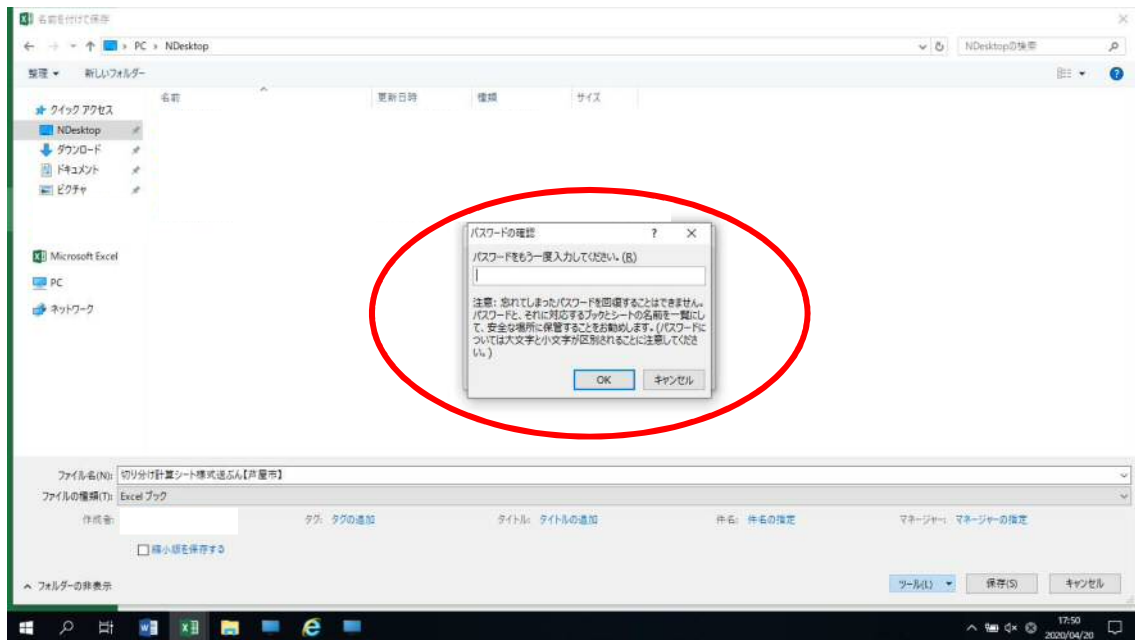 名前を付けて保存
PC › NDesktop
NDesktopの検索
整理
新しいフォルダー
名前
更新日時
種類
サイズ
クイック アクセス
NDesktop
ダウンロード
ドキュメント
ピクチャ
Microsoft Excel
PC
ネットワーク
パスワードの確認
パスワードをもう一度入力してください。(R)
注意: 忘れてしまったパスワードを回復することはできません。
パスワードと、それに対応するブックとシートの名前を一覧にし
て、安全な場所に保管することをお勧めします。(パスワードに
ついては大文字と小文字が区別されることに注意してくださ
い。)
OK
キャンセル
ファイル名(N): 切り分け計算シート様式送ぶん【芦屋市】
ファイルの種類(T): Excel ブック
作成者:
タグ: タグの追加
タイトル: タイトルの追加
件名: 件名の指定
マネージャー: マネージャーの指定
縮小版を保存する
フォルダーの非表示
ツール(L)
保存(S)
キャンセル
17:50
2020/04/20